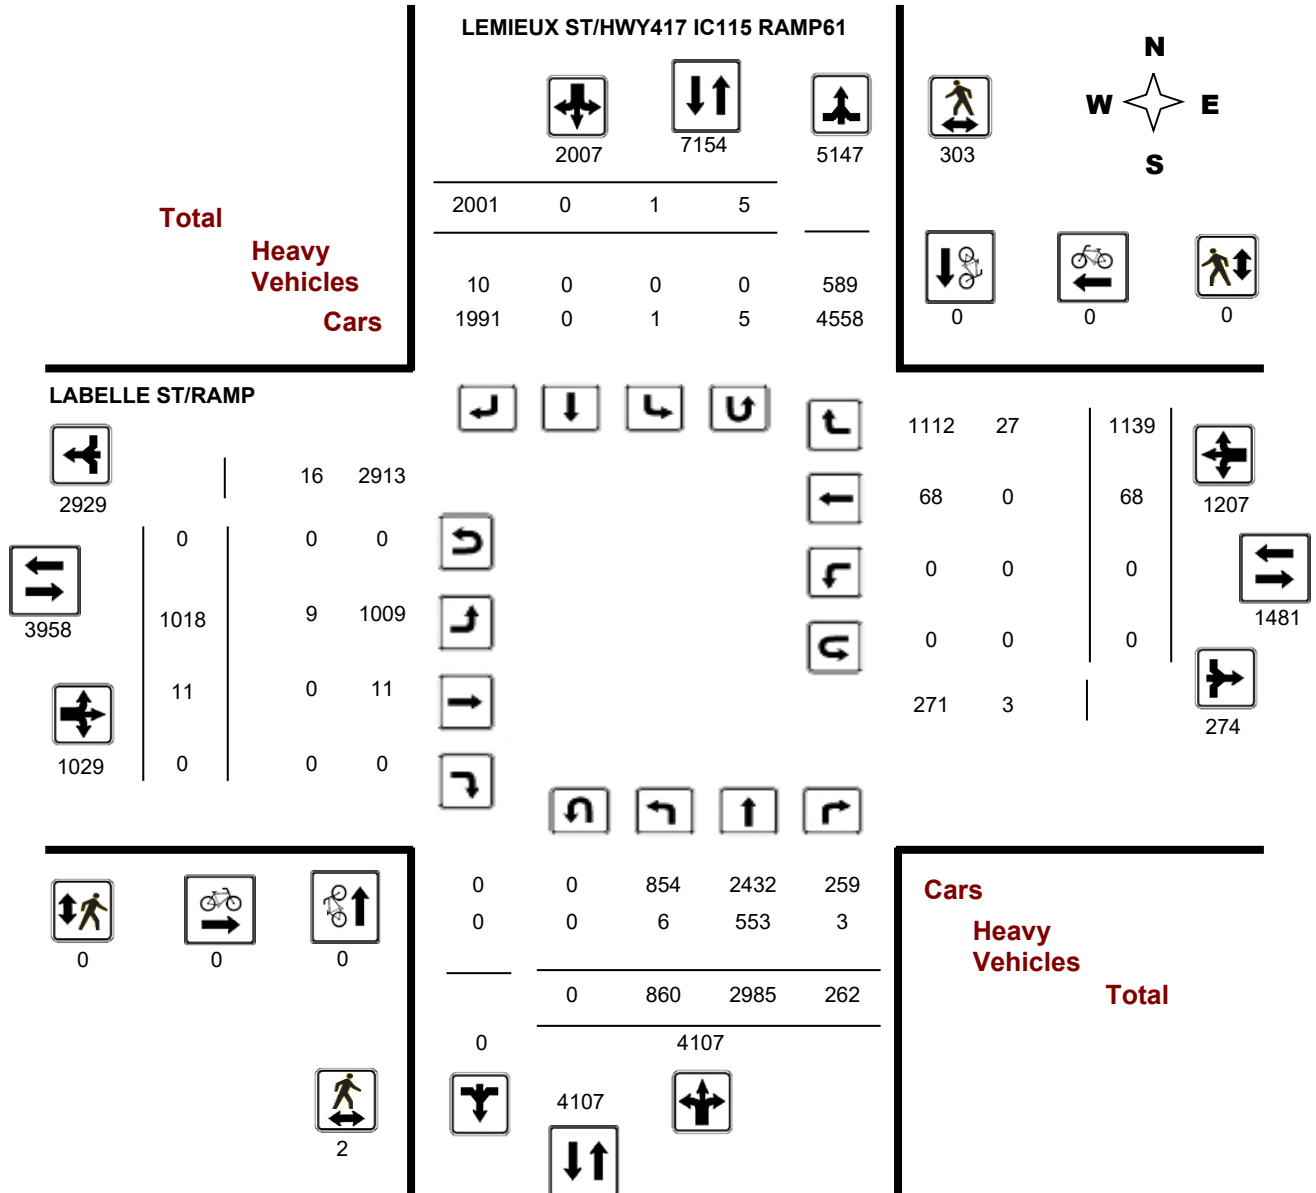 LEMIEUX ST/HWY417 IC115 RAMP61
N
W E
S
2007 7154 5147 303
2001 0 1 5
Total
Heavy
Vehicles
10 0 0 0 589
Cars
1991 0 1 5 4558
0 0 0
LABELLE ST/RAMP
1112 27 1139
16 2913
2929
68 0 68 1207
0 0 0
0 0 0
3958
1018 9 1009
1481
0 0 0
11 0 11
271 3
274
1029
0 0 0
0 0 854 2432 259
Cars
0 0 6 553 3
Heavy
Vehicles
0 0 0
0 860 2985 262
Total
0 4107
4107
2